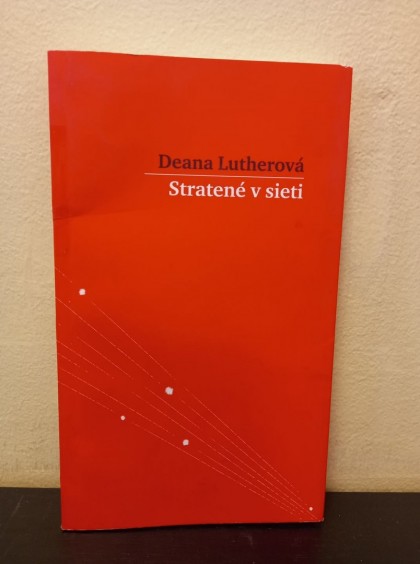 Deana Lutherová
Stratené v sieti